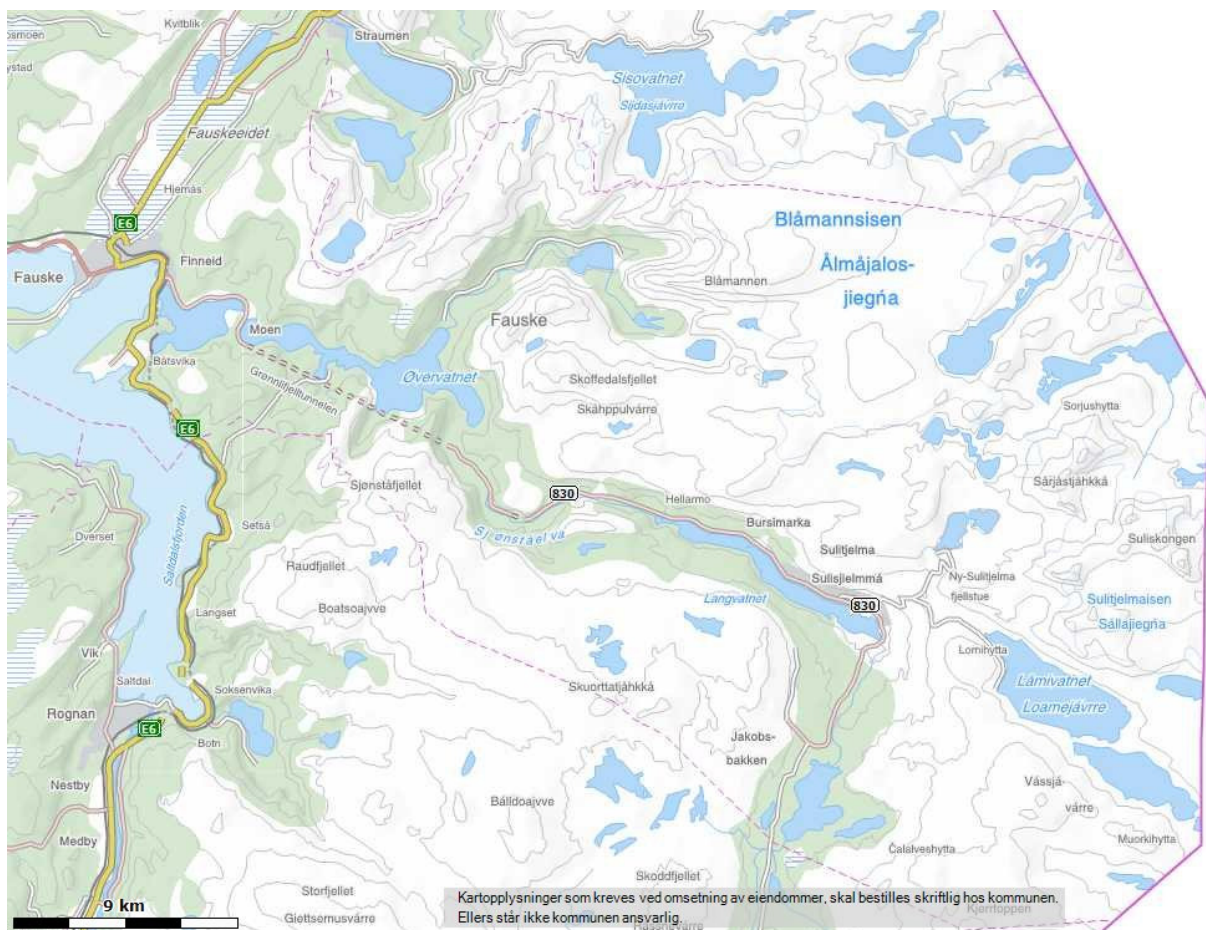 Kvitblik
Straumen
Sisovatnet
Sijdasjávrre
Fauskeeidet
Hjemås
Blåmannsisen
Ålmåjalos-
jiegńa
E6
Finneid
Fauske
Blåmannen
Moen
Fauske
Båtsvika
Øvervatnet
Grønnlifjelltunnelen
Skoffedalsfjellet
Skåhppulvárre
Sorjushytta
E6
Sjønståfjellet
830
Hellarmo
Sårjåstjåhkkå
Bursimarka
Setså
Sjønståelva
Dverset
Saltdalsfjorden
Sulitjelma
Suliskongen
Raudfjellet
Sulisjielmmá
Ny-Sulitjelma
fjellstue
Boatsoajvve
Langvatnet
830
Sulitjelmaisen
Sállajiegńa
Langset
Lomihytta
Vik
Saltdal
Soksenvika
Skuorttatjåhkkå
Låmivatnet
Loamejávrre
Rognan
E6
Botn
Jakobs-
bakken
Nestby
Bálldoajvve
Vássjá-
várre
Medby
Muorkihytta
Čalalveshytta
Skoddfjellet
Storfjellet
Giettsemusvárre
9 km
Kartopplysninger som kreves ved omsetning av eiendommer, skal bestilles skriftlig hos kommunen.
Ellers står ikke kommunen ansvarlig.